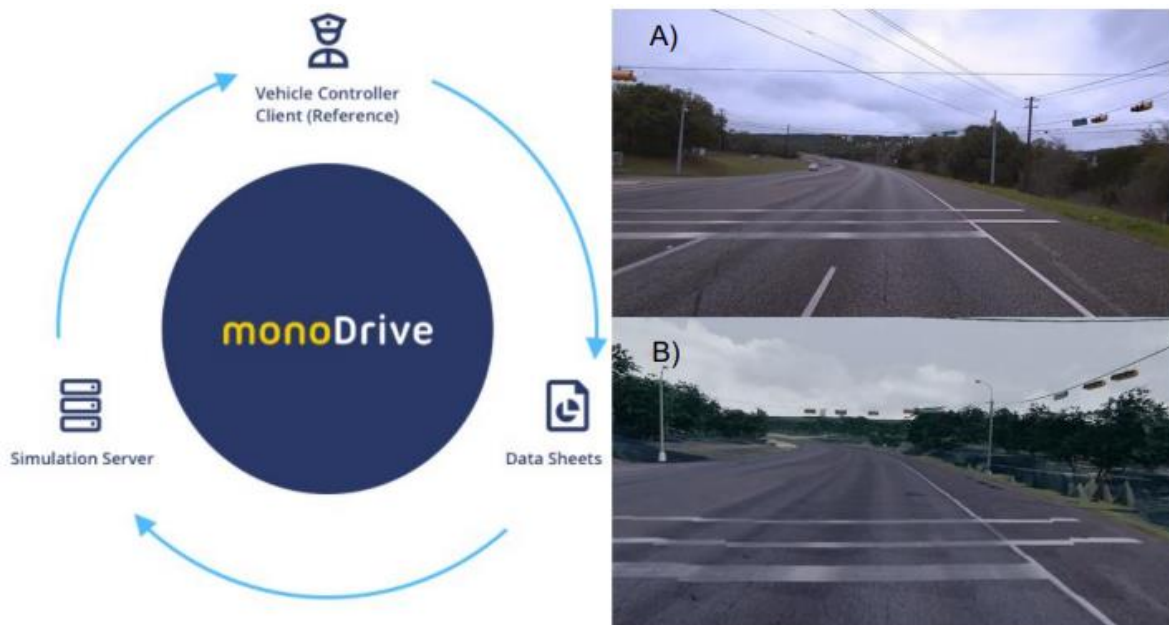 Vehicle Controller
Client (Reference)
monoDrive
Simulation Server
Data Sheets
A)
B)